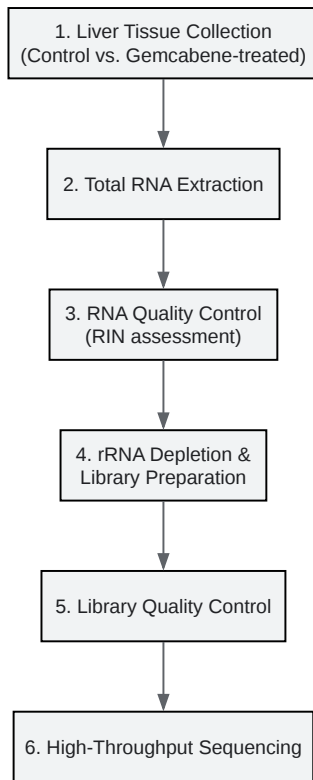 1. Liver Tissue Collection
(Control vs. Gemcabene-treated)
2. Total RNA Extraction
3. RNA Quality Control
(RIN assessment)
4. rRNA Depletion &
Library Preparation
5. Library Quality Control
6. High-Throughput Sequencing